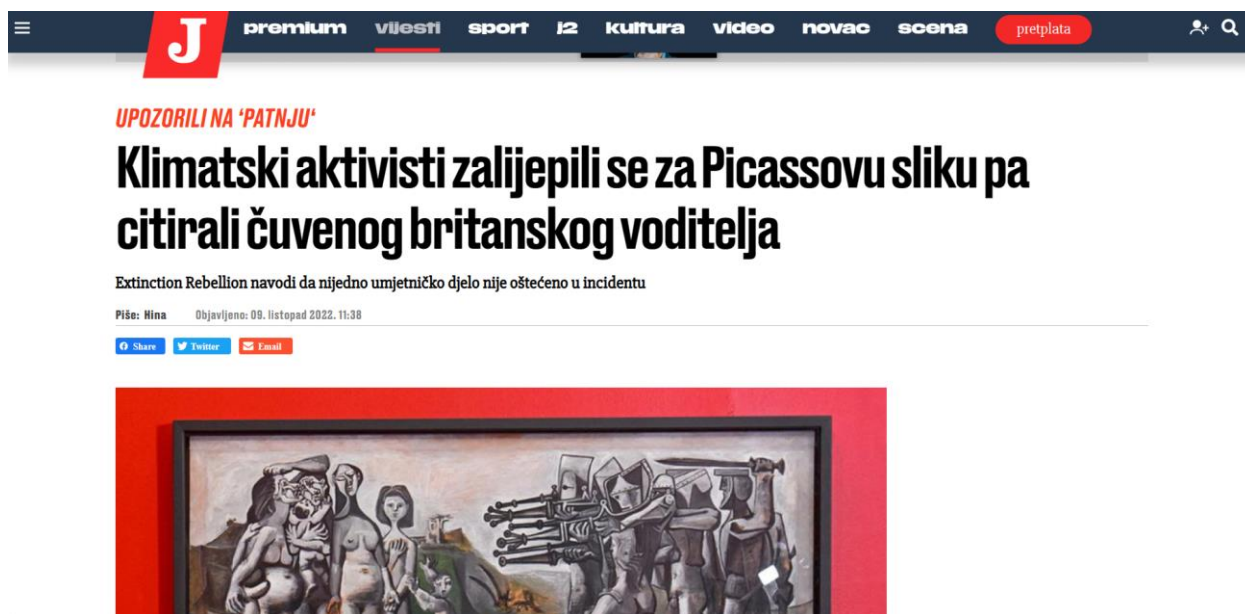 J
premium vijesti sport j2 kultura video novac scena pretplata
UPOZORILI NA ‘PATNJU‘
Klimatski aktivisti zalijepili se za Picassovu sliku pa
citirali čuvenog britanskog voditelja
Extinction Rebellion navodi da nijedno umjetničko djelo nije oštećeno u incidentu
Piše: Hina Objavljeno: 09. listopad 2022. 11:38
Share Twitter Email